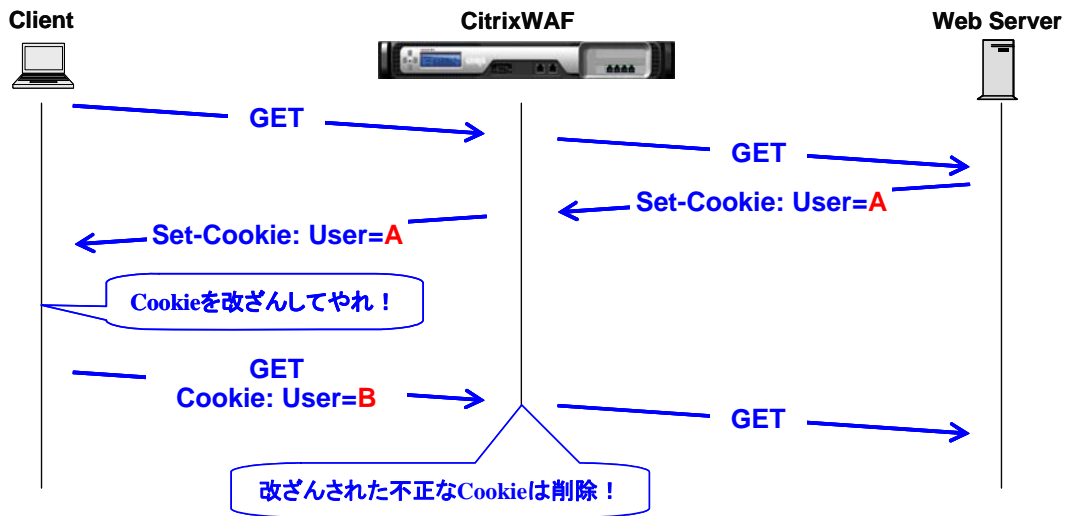 Client
CitrixWAF
Web Server
GET
GET
Set-Cookie: User=A
Set-Cookie: User=A
Cookieを改ざんしてやれ！
GET
Cookie: User=B
GET
改ざんされた不正なCookieは削除！